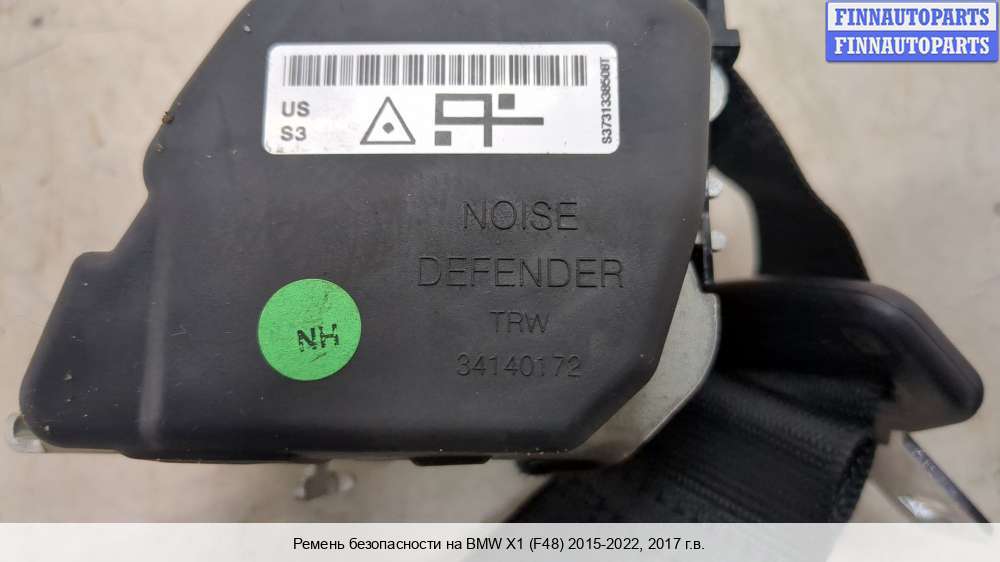 FINNAUTOPARTS
FINNAUTOPARTS
US
S3
S3731338508T
NOISE
DEFENDER
TRW
34140172
NH
Ремень безопасности на BMW X1 (F48) 2015-2022, 2017 г.в.